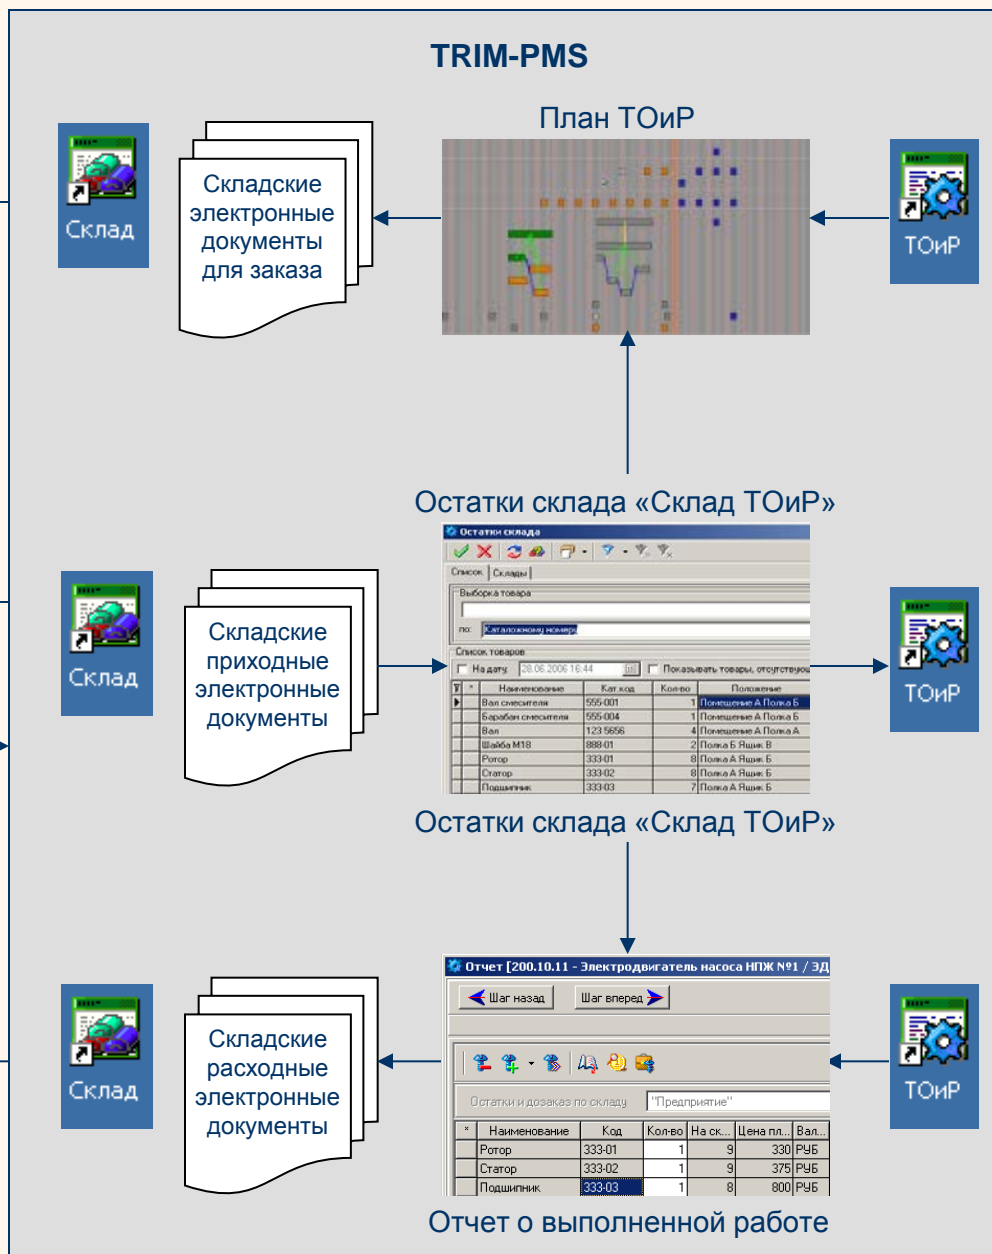 TRIM-PMS
План ТОиР
Склад
Складские
электронные
документы
для заказа
ТОиР
Остатки склада «Склад ТОиР»
Остатки склада
Список Склады
Выборка товара
по: Каталожному номеру
Список товаров
На дату 28.06.2006 16:44 Показывать товары, отсутствующ
* Наименование Кат.код Кол-во Положение
Вал смесителя 555-001 1 Помещение А Полка Б
Барабан смесителя 555-004 1 Помещение А Полка Б
Вал 123 5656 4 Помещение А Полка А
Шайба М18 888-01 2 Полка Б Ящик В
Ротор 333-01 8 Полка А Ящик Б
Статор 333-02 8 Полка А Ящик Б
Подшипник 333-03 7 Полка А Ящик Б
Склад
Складские
приходные
электронные
документы
ТОиР
Остатки склада «Склад ТОиР»
Отчет [200.10.11 - Электродвигатель насоса НПЖ №1 / ЭД
Шаг назад Шаг вперед
Остатки и дозаказ по складу "Предприятие"
* Наименование Код Кол-во На ск... Цена пл... Вал...
Ротор 333-01 1 9 330 РУБ
Статор 333-02 1 9 375 РУБ
Подшипник 333-03 1 8 800 РУБ
Склад
Складские
расходные
электронные
документы
ТОиР
Отчет о выполненной работе